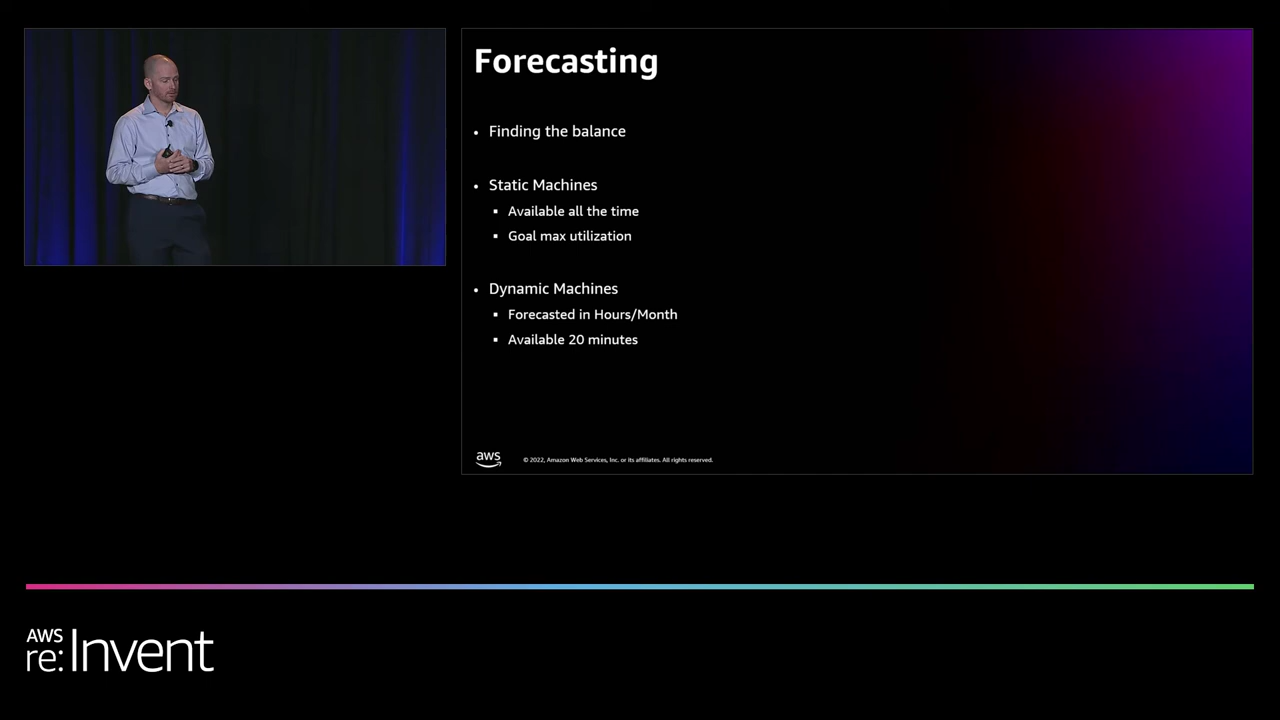 Forecasting
• Finding the balance
• Static Machines
▪ Available all the time
▪ Goal max utilization
• Dynamic Machines
▪ Forecasted in Hours/Month
▪ Available 20 minutes
aws
© 2022, Amazon Web Services, Inc. or its affiliates. All rights reserved.
AWS
re:Invent